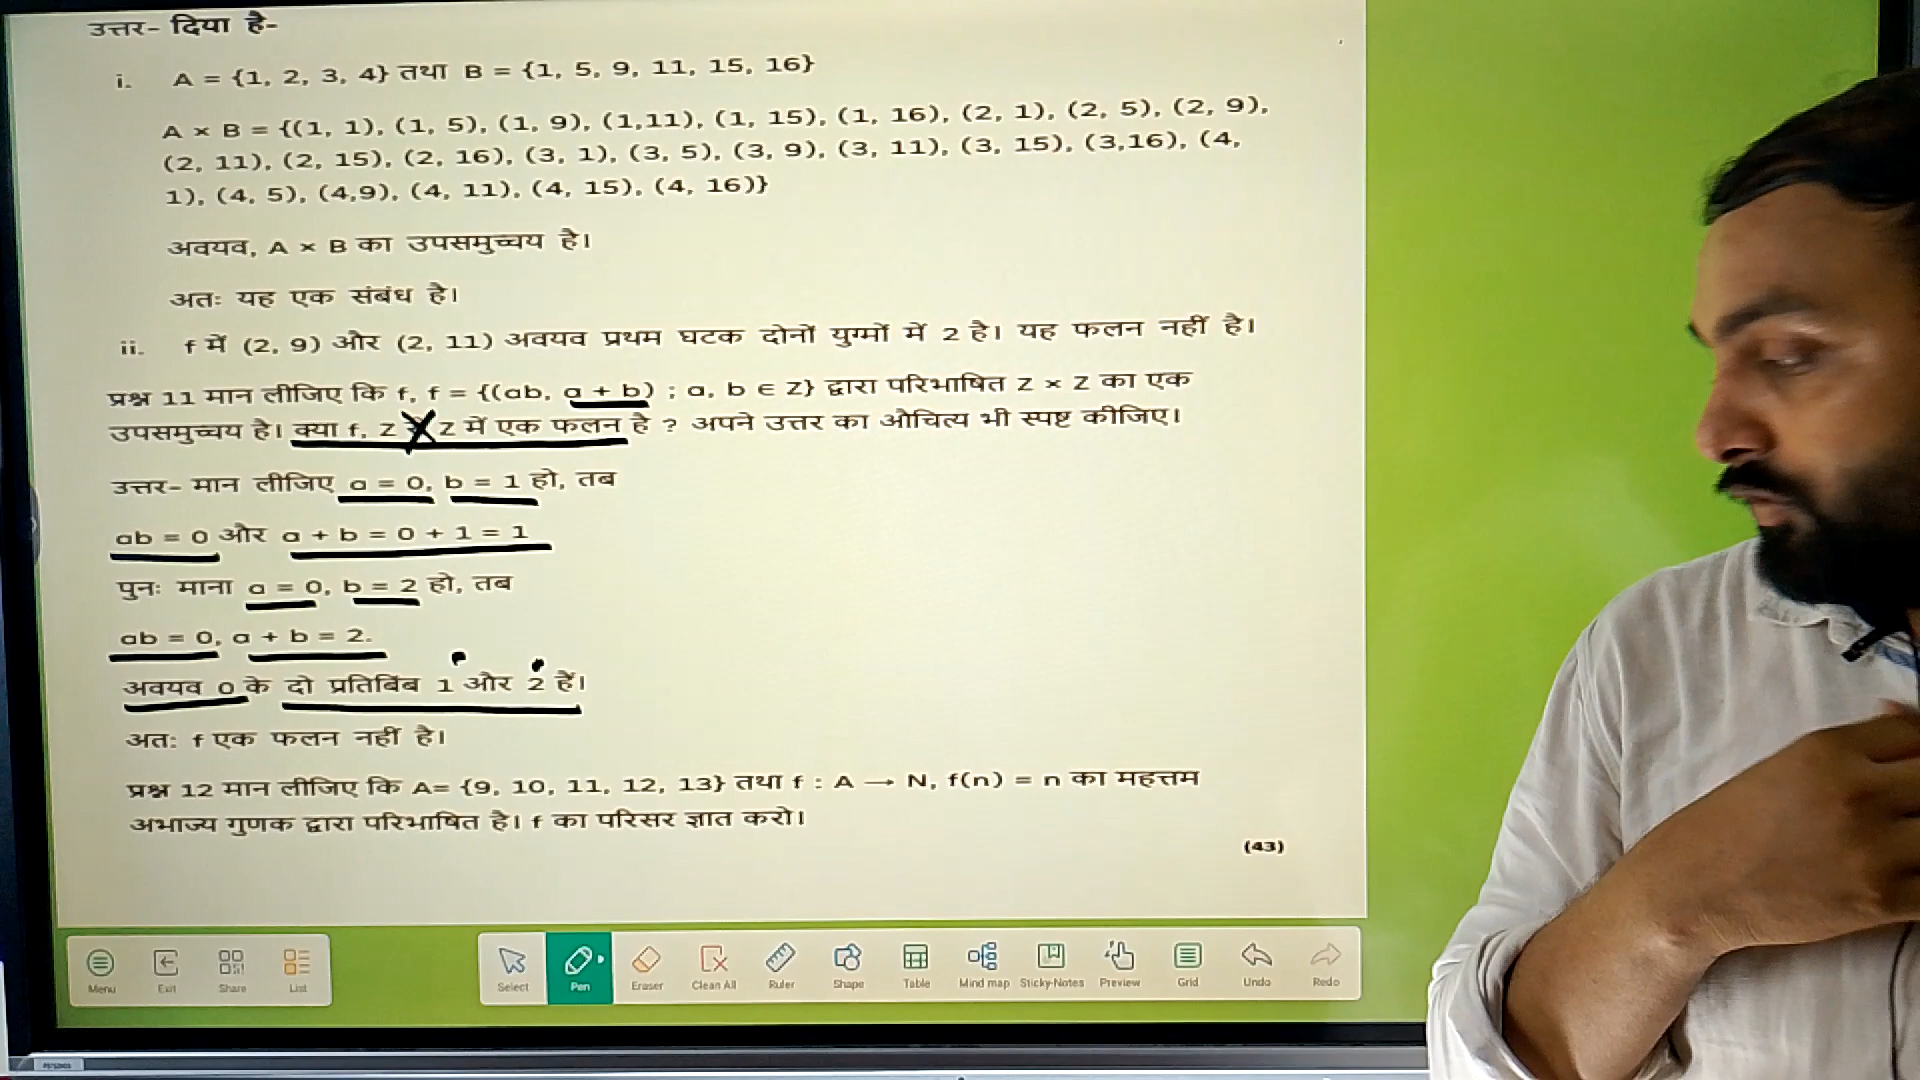 उत्तर- दिया है-
i. A = {1, 2, 3, 4} तथा B = {1, 5, 9, 11, 15, 16}
A × B = {(1, 1), (1, 5), (1, 9), (1,11), (1, 15), (1, 16), (2, 1), (2, 5), (2, 9),
(2, 11), (2, 15), (2, 16), (3, 1), (3, 5), (3, 9), (3, 11), (3, 15), (3,16), (4,
1), (4, 5), (4,9), (4, 11), (4, 15), (4, 16)}
अवयव, A × B का उपसमुच्चय है।
अतः यह एक संबंध है।
ii. f में (2, 9) और (2, 11) अवयव प्रथम घटक दोनों युग्मों में 2 है। यह फलन नहीं है।
प्रश्न 11 मान लीजिए कि f, f = {(ab, a + b) ; a, b ∈ Z} द्वारा परिभाषित Z × Z का एक
उपसमुच्चय है। क्या f, Z Z में एक फलन है ? अपने उत्तर का औचित्य भी स्पष्ट कीजिए।
उत्तर- मान लीजिए a = 0, b = 1 हो, तब
ab = 0 और a + b = 0 + 1 = 1
पुनः माना a = 0, b = 2 हो, तब
ab = 0, a + b = 2.
अवयव 0 के दो प्रतिबिंब 1 और 2 हैं।
अतः f एक फलन नहीं है।
प्रश्न 12 मान लीजिए कि A= {9, 10, 11, 12, 13} तथा f : A → N, f(n) = n का महत्तम
अभाज्य गुणक द्वारा परिभाषित है। f का परिसर ज्ञात करो।
(43)
Menu Exit Share List Select Pen Eraser Clean All Ruler Shape Table Mind map Sticky-Notes Preview Grid Undo Redo